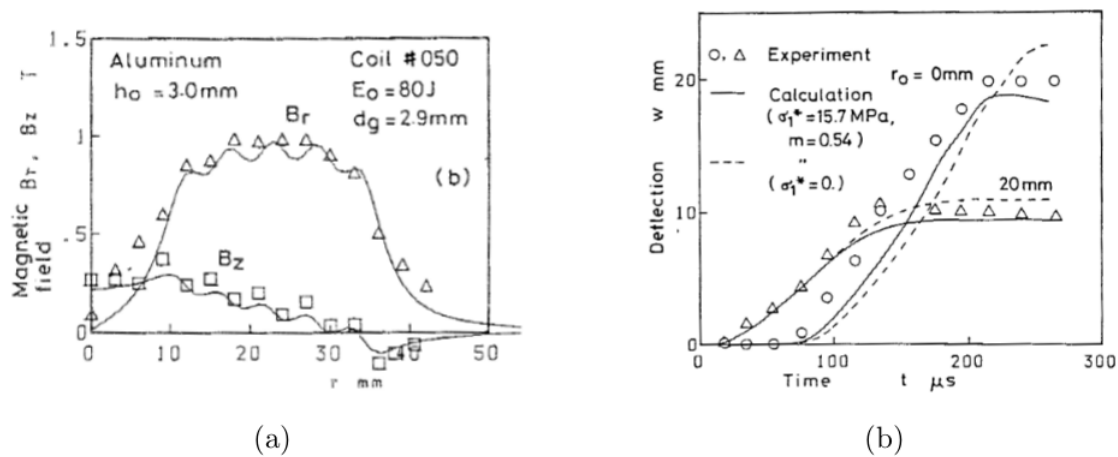 1.5
Aluminum
h₀ = 3.0mm
Coil #050
E₀ = 80J
dg = 2.9mm
Magnetic field Br, Bz T
1
.5
0
Br
(b)
Bz
0 10 20 30 40 50
r mm
(a)
20
10
0
Deflection w mm
○, △ Experiment
r₀ = 0mm
— Calculation
(σ₁* = 15.7 MPa,
m = 0.54)
---- "
(σ₁* = 0.)
20mm
0 100 200 300
Time t μs
(b)